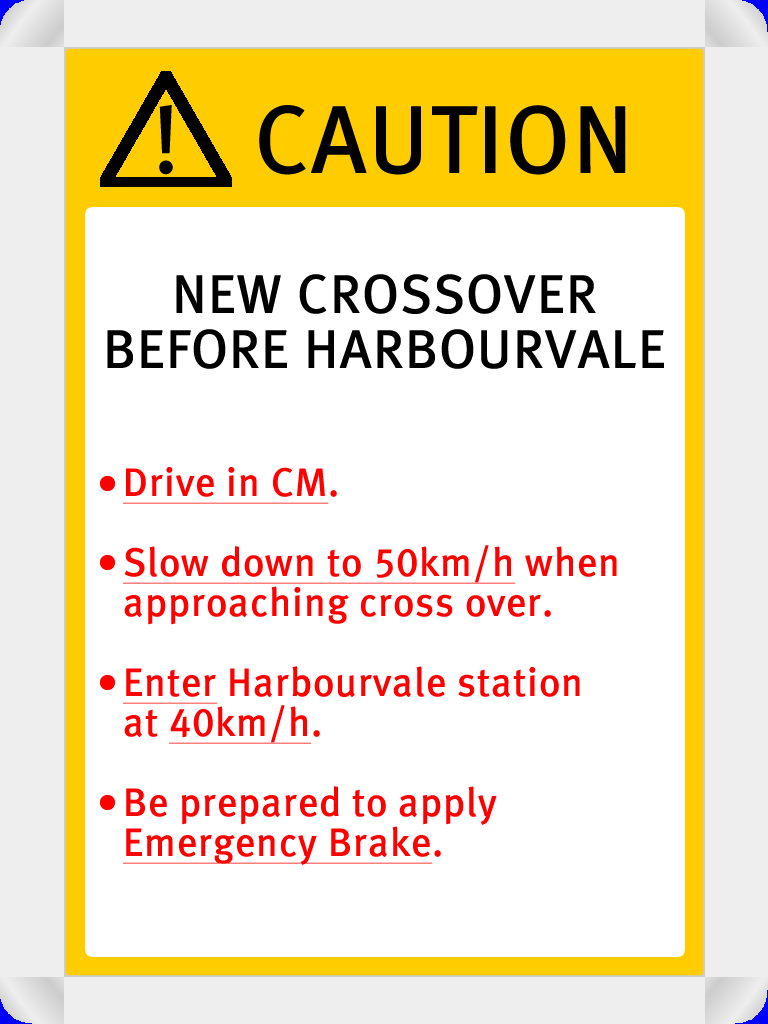 CAUTION
NEW CROSSOVER
BEFORE HARBOURVALE
•Drive in CM.
•Slow down to 50km/h when
approaching cross over.
•Enter Harbourvale station
at 40km/h.
•Be prepared to apply
Emergency Brake.